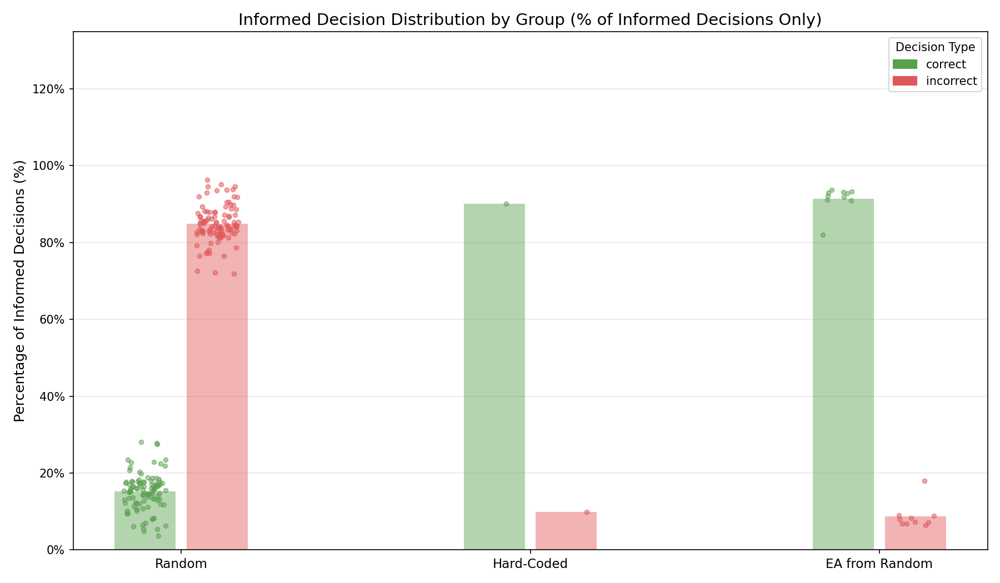 Informed Decision Distribution by Group (% of Informed Decisions Only)
Decision Type
correct
incorrect
Percentage of Informed Decisions (%)
120%
100%
80%
60%
40%
20%
0%
Random
Hard-Coded
EA from Random